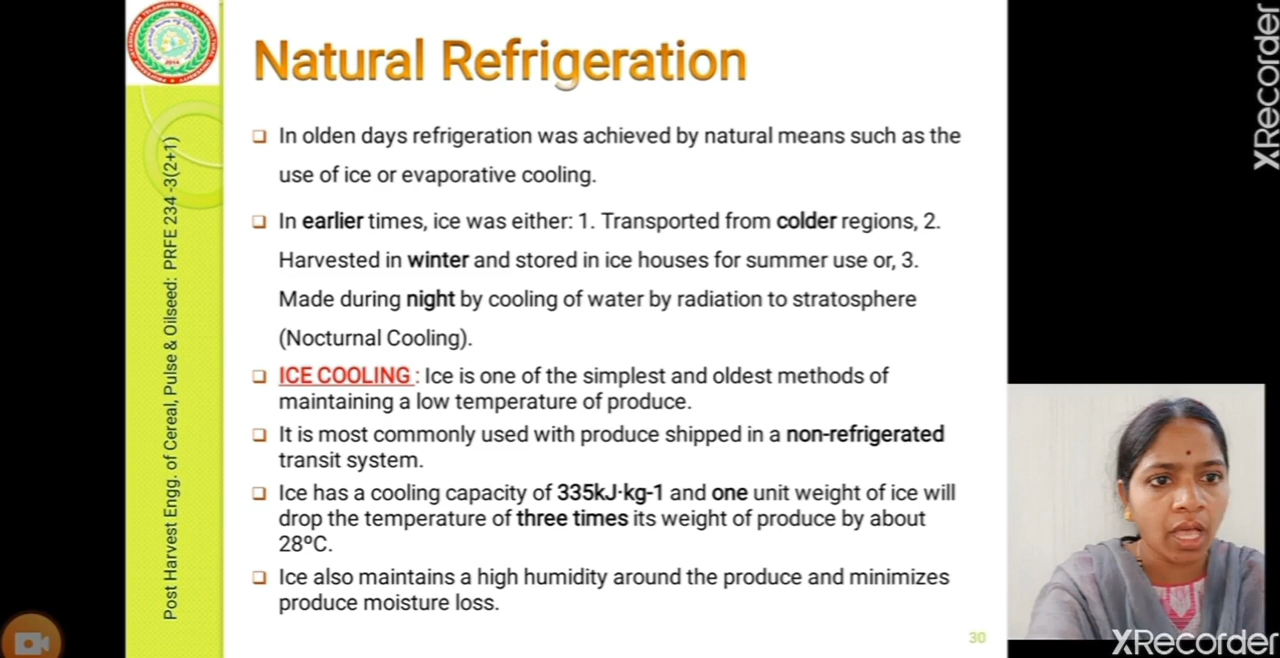 Natural Refrigeration
❑ In olden days refrigeration was achieved by natural means such as the
use of ice or evaporative cooling.
❑ In earlier times, ice was either: 1. Transported from colder regions, 2.
Harvested in winter and stored in ice houses for summer use or, 3.
Made during night by cooling of water by radiation to stratosphere
(Nocturnal Cooling).
❑ ICE COOLING : Ice is one of the simplest and oldest methods of
maintaining a low temperature of produce.
❑ It is most commonly used with produce shipped in a non-refrigerated
transit system.
❑ Ice has a cooling capacity of 335kJ·kg-1 and one unit weight of ice will
drop the temperature of three times its weight of produce by about
28ºC.
❑ Ice also maintains a high humidity around the produce and minimizes
produce moisture loss.
30
Post Harvest Engg. of Cereal, Pulse & Oilseed: PRFE 234 -3(2+1)
2014
XRecorder
XRecorder